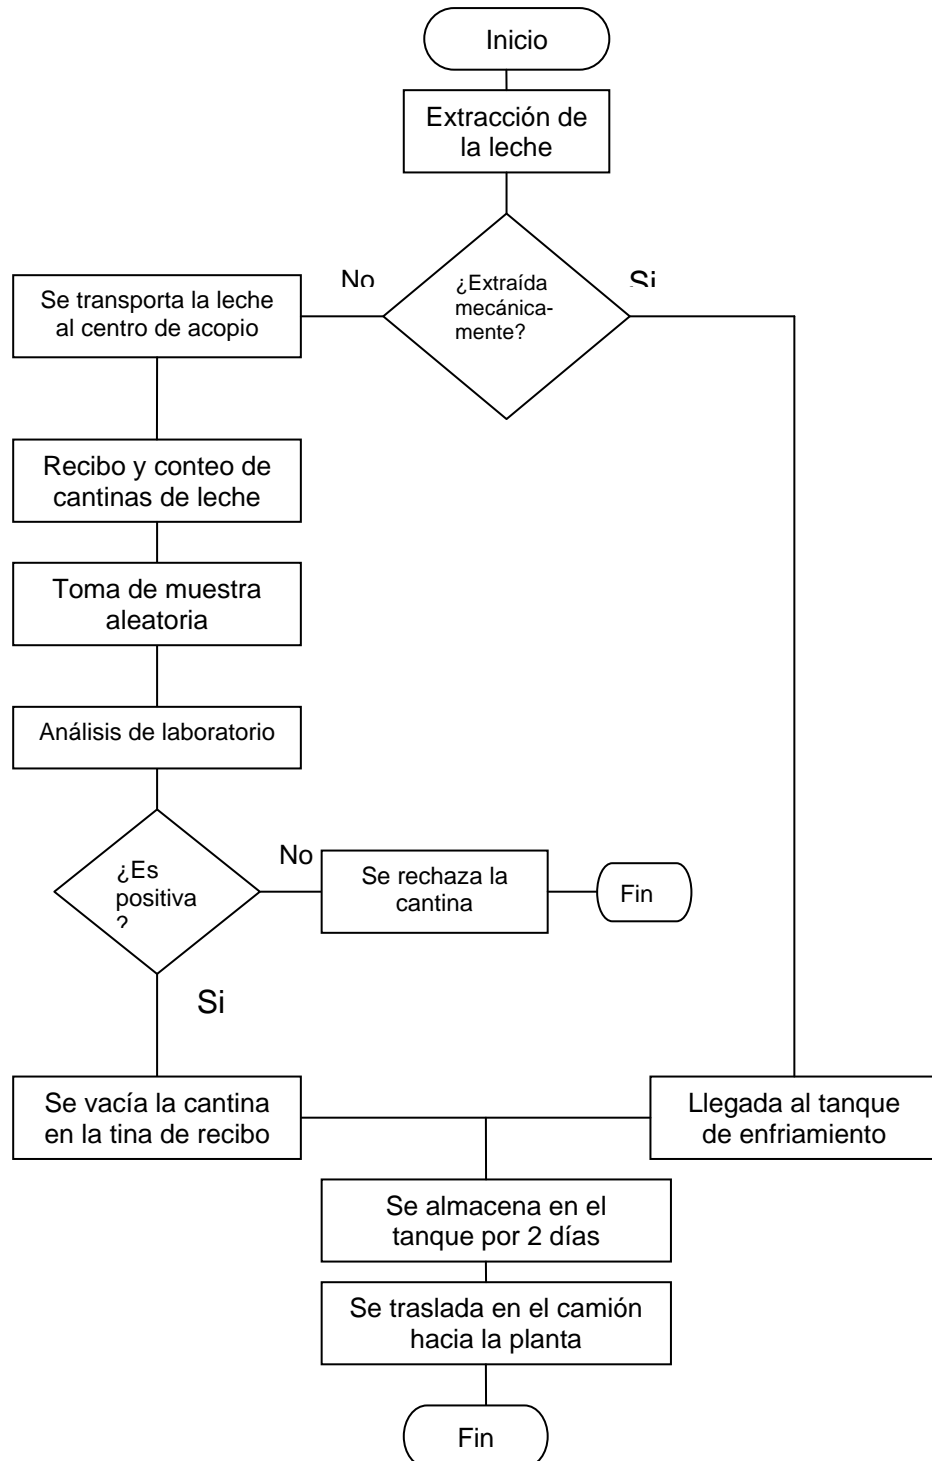 Inicio
Extracción de
la leche
No
Si
¿Extraída
mecánica-
mente?
Se transporta la leche
al centro de acopio
Recibo y conteo de
cantinas de leche
Toma de muestra
aleatoria
Análisis de laboratorio
¿Es
positiva
?
No
Se rechaza la
cantina
Fin
Si
Se vacía la cantina
en la tina de recibo
Llegada al tanque
de enfriamiento
Se almacena en el
tanque por 2 días
Se traslada en el camión
hacia la planta
Fin